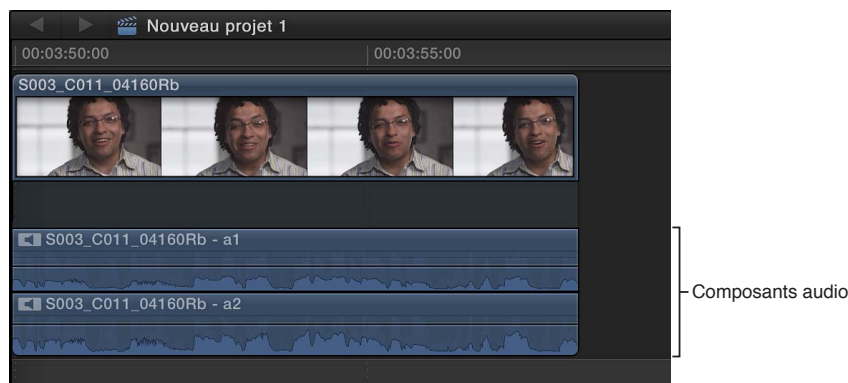 Nouveau projet 1
00:03:50:00
00:03:55:00
S003_C011_04160Rb
S003_C011_04160Rb - a1
Composants audio
S003_C011_04160Rb - a2